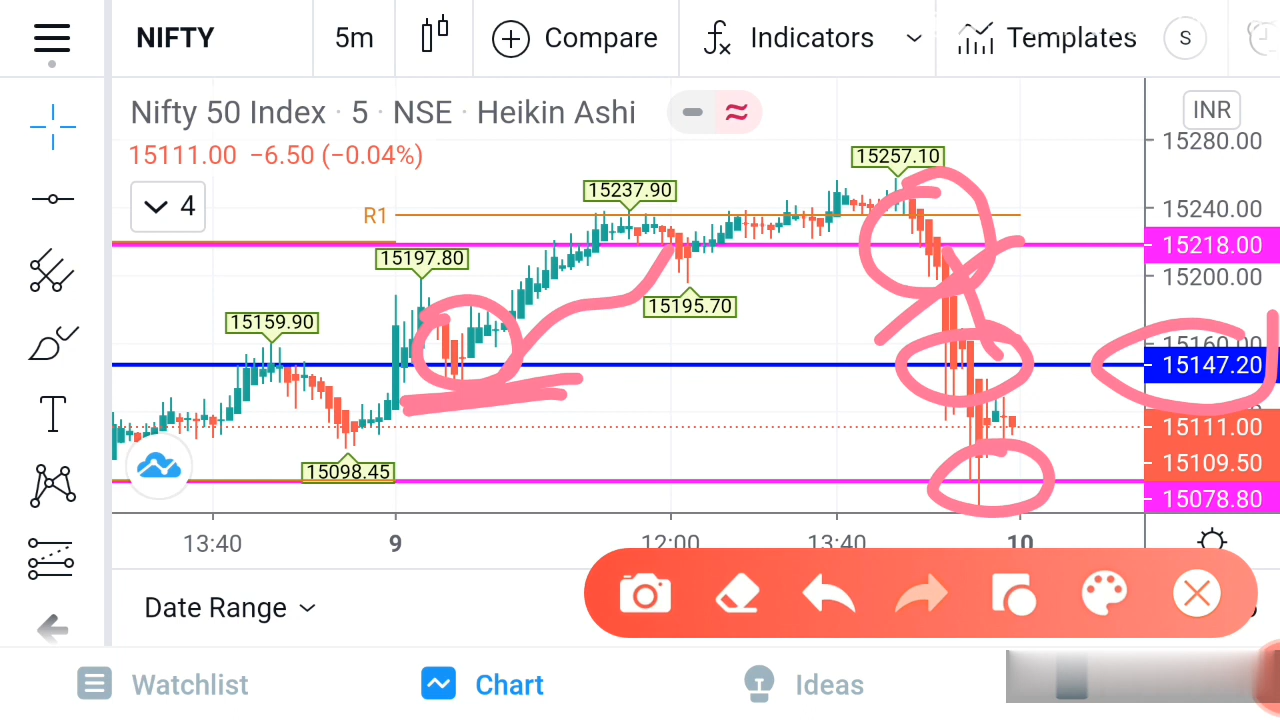 NIFTY 5m Compare Indicators Templates S
Nifty 50 Index · 5 · NSE · Heikin Ashi
INR
15111.00 −6.50 (−0.04%)
4
R1
15257.10
15237.90
15197.80
15195.70
15159.90
15098.45
15280.00
15240.00
15218.00
15200.00
15160.00
15147.20
15111.00
15109.50
15078.80
13:40 9 12:00 13:40 10
Date Range
Watchlist Chart Ideas